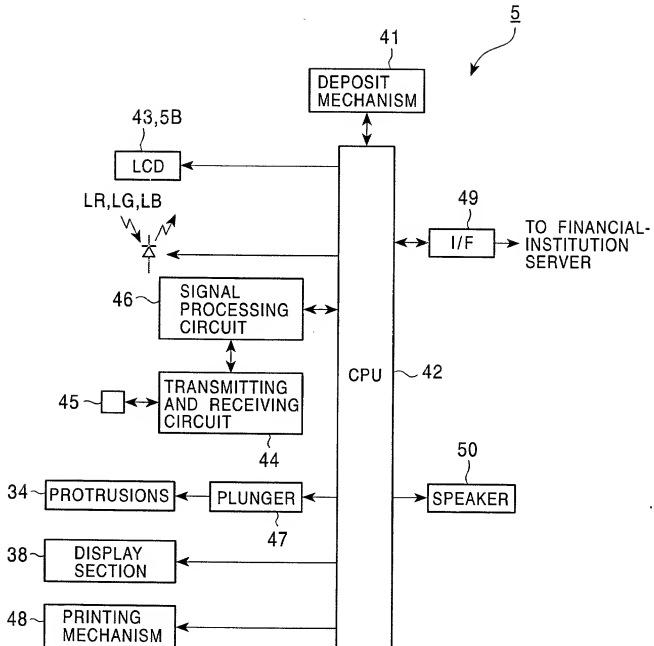 5
41
DEPOSIT
MECHANISM
43,5B
LCD
LR,LG,LB
49
I/F
TO FINANCIAL-
INSTITUTION
SERVER
46
SIGNAL
PROCESSING
CIRCUIT
CPU
42
45
TRANSMITTING
AND RECEIVING
CIRCUIT
44
50
SPEAKER
34
PROTRUSIONS
PLUNGER
47
38
DISPLAY
SECTION
48
PRINTING
MECHANISM